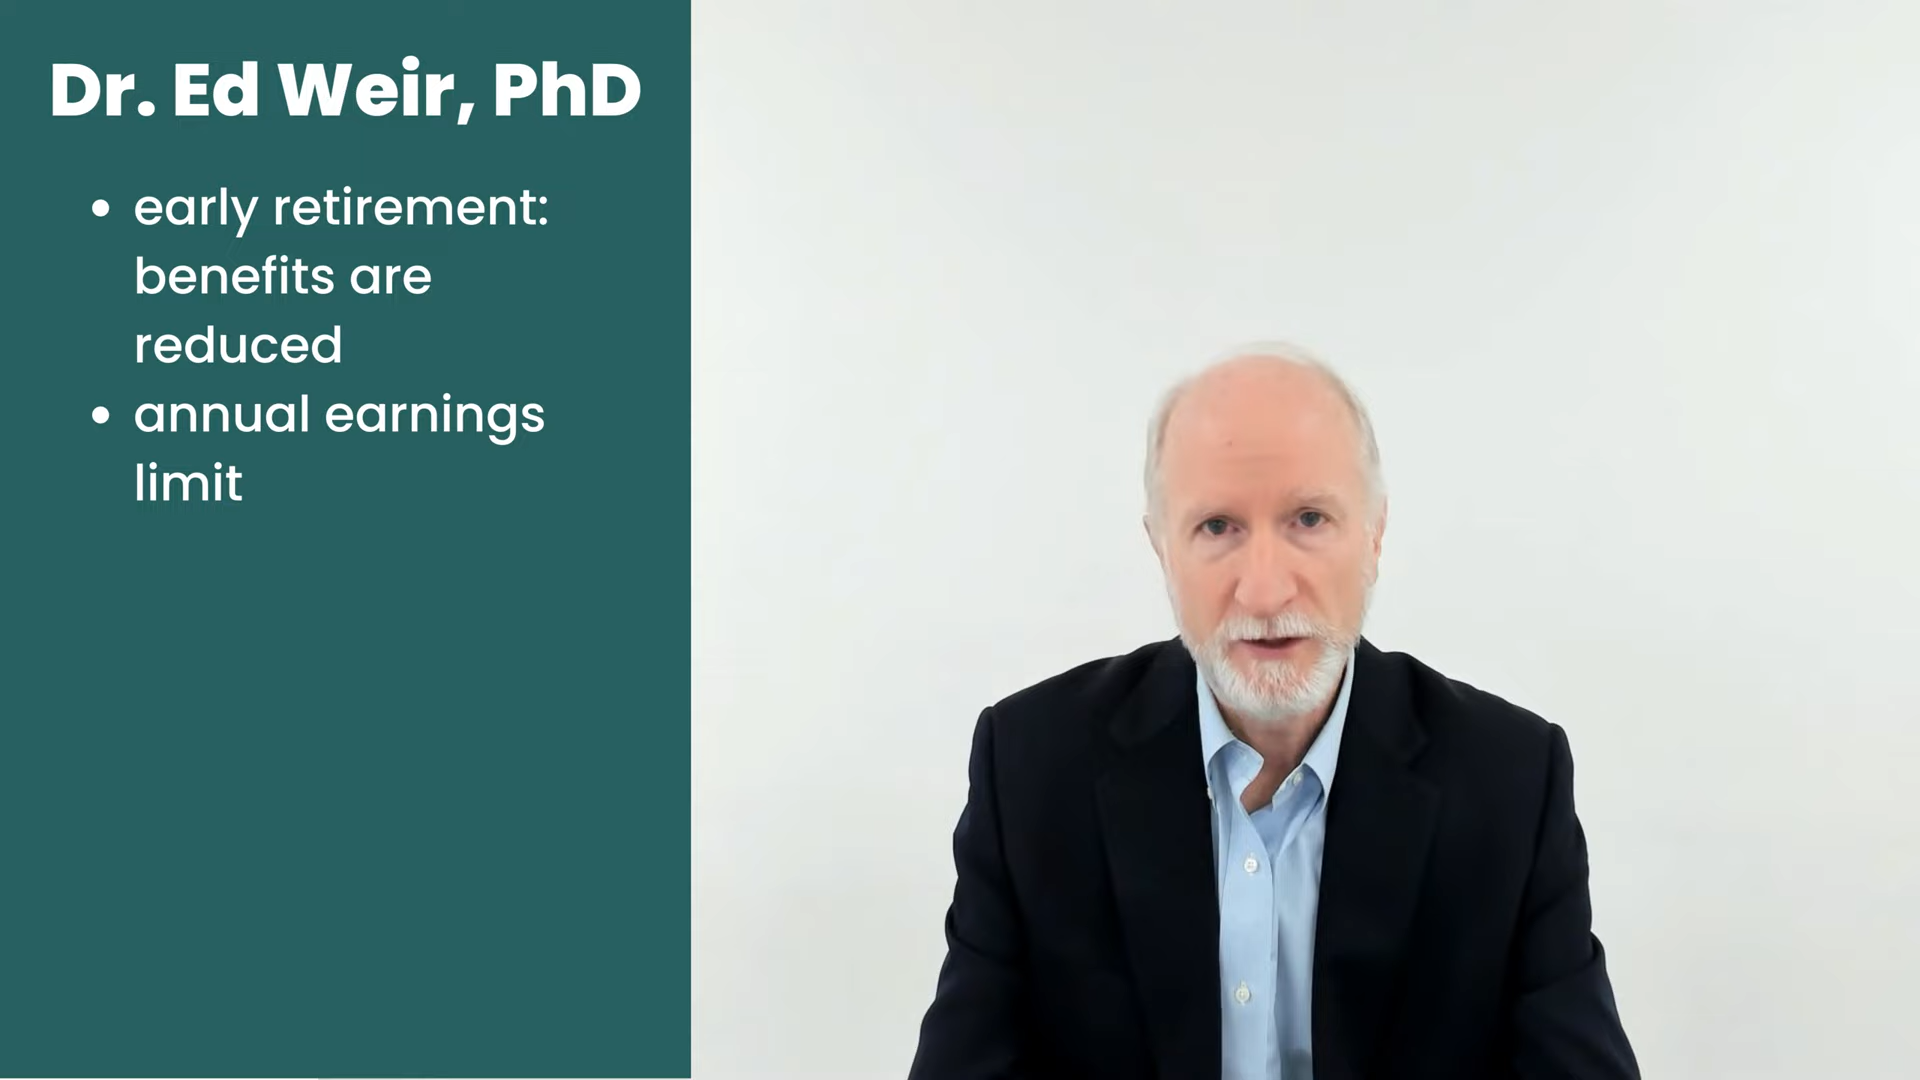 Dr. Ed Weir, PhD
• early retirement:
benefits are
reduced
• annual earnings
limit